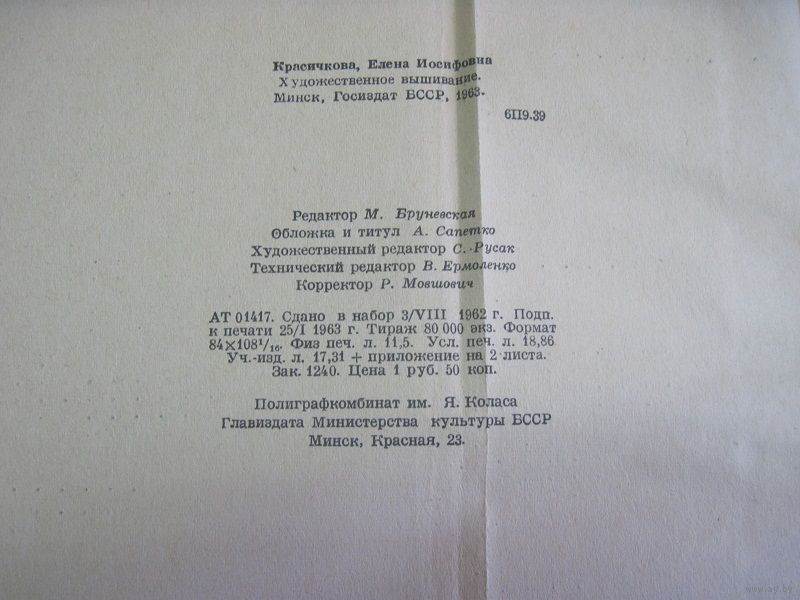 Красичкова, Елена Иосифовна
Художественное вышивание.
Минск, Госиздат БССР, 1963.
6П9.39
Редактор М. Бруневская
Обложка и титул А. Сапетко
Художественный редактор С. Русак
Технический редактор В. Ермоленко
Корректор Р. Мовшович
АТ 01417. Сдано в набор 3/VIII 1962 г. Подп.
к печати 25/I 1963 г. Тираж 80 000 экз. Формат
84×108¹/₁₆. Физ печ. л. 11,5. Усл. печ. л. 18,86
Уч.-изд. л. 17,31 + приложение на 2 листа.
Зак. 1240. Цена 1 руб. 50 коп.
Полиграфкомбинат им. Я. Коласа
Главиздата Министерства культуры БССР
Минск, Красная, 23.